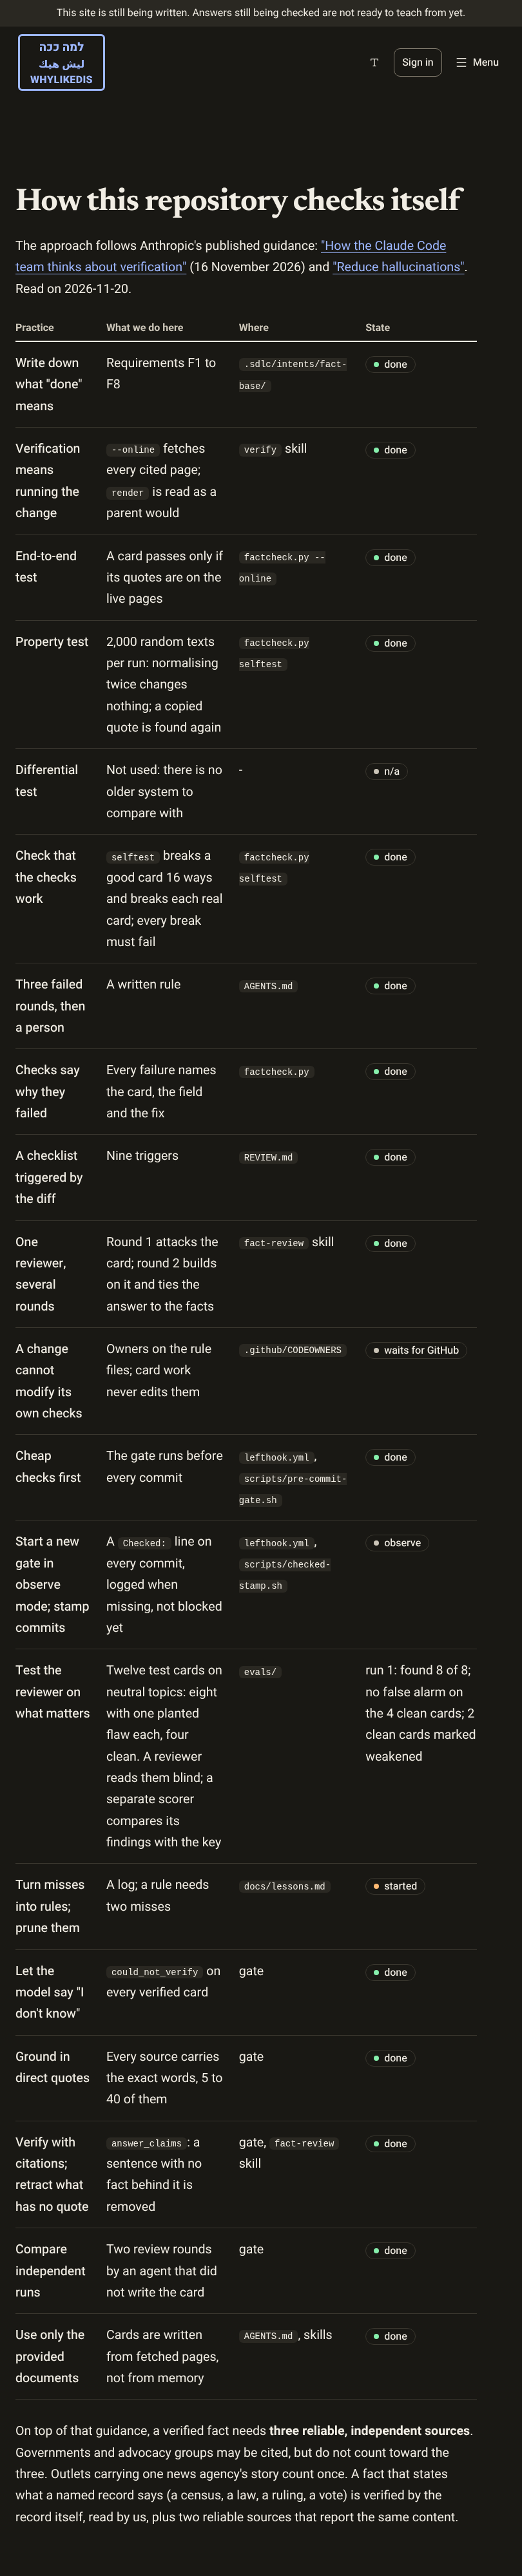 This site is still being written. Answers still being checked are not ready to teach from yet.
למה ככה
ليش هيك
WHYLIKEDIS
T
Sign in
Menu
How this repository checks itself
The approach follows Anthropic's published guidance: "How the Claude Code
team thinks about verification" (16 November 2026) and "Reduce hallucinations".
Read on 2026-11-20.
Practice What we do here Where State
Write down
what "done"
means
Requirements F1 to
F8
.sdlc/intents/fact-
base/
done
Verification
means
running the
change
--online fetches
every cited page;
render is read as a
parent would
verify skill
done
End-to-end
test
A card passes only if
its quotes are on the
live pages
factcheck.py --
online
done
Property test
2,000 random texts
per run: normalising
twice changes
nothing; a copied
quote is found again
factcheck.py
selftest
done
Differential
test
Not used: there is no
older system to
compare with
-
n/a
Check that
the checks
work
selftest breaks a
good card 16 ways
and breaks each real
card; every break
must fail
factcheck.py
selftest
done
Three failed
rounds, then
a person
A written rule
AGENTS.md
done
Checks say
why they
failed
Every failure names
the card, the field
and the fix
factcheck.py
done
A checklist
triggered by
the diff
Nine triggers
REVIEW.md
done
One
reviewer,
several
rounds
Round 1 attacks the
card; round 2 builds
on it and ties the
answer to the facts
fact-review skill
done
A change
cannot
modify its
own checks
Owners on the rule
files; card work
never edits them
.github/CODEOWNERS
waits for GitHub
Cheap
checks first
The gate runs before
every commit
lefthook.yml,
scripts/pre-commit-
gate.sh
done
Start a new
gate in
observe
mode; stamp
commits
A Checked: line on
every commit,
logged when
missing, not blocked
yet
lefthook.yml,
scripts/checked-
stamp.sh
observe
Test the
reviewer on
what matters
Twelve test cards on
neutral topics: eight
with one planted
flaw each, four
clean. A reviewer
reads them blind; a
separate scorer
compares its
findings with the key
evals/
run 1: found 8 of 8;
no false alarm on
the 4 clean cards; 2
clean cards marked
weakened
Turn misses
into rules;
prune them
A log; a rule needs
two misses
docs/lessons.md
started
Let the
model say "I
don't know"
could_not_verify on
every verified card
gate
done
Ground in
direct quotes
Every source carries
the exact words, 5 to
40 of them
gate
done
Verify with
citations;
retract what
has no quote
answer_claims: a
sentence with no
fact behind it is
removed
gate, fact-review
skill
done
Compare
independent
runs
Two review rounds
by an agent that did
not write the card
gate
done
Use only the
provided
documents
Cards are written
from fetched pages,
not from memory
AGENTS.md, skills
done
On top of that guidance, a verified fact needs three reliable, independent sources.
Governments and advocacy groups may be cited, but do not count toward the
three. Outlets carrying one news agency's story count once. A fact that states
what a named record says (a census, a law, a ruling, a vote) is verified by the
record itself, read by us, plus two reliable sources that report the same content.